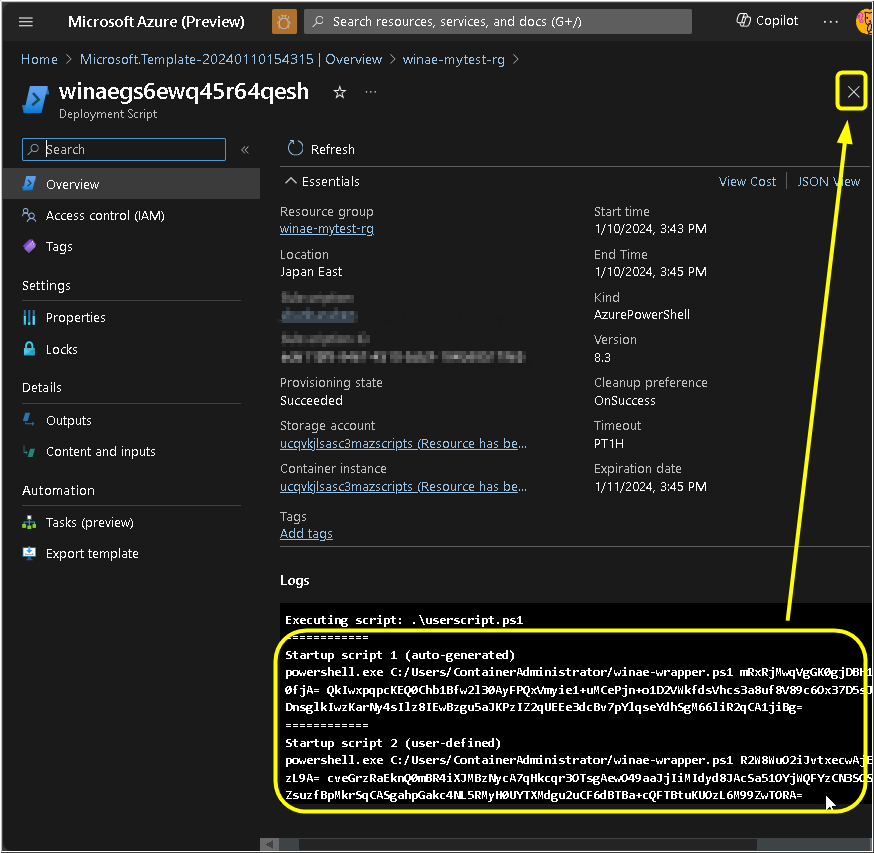 Microsoft Azure (Preview)
Search resources, services, and docs (G+/)
Copilot
Home > Microsoft.Template-20240110154315 | Overview > winae-mytest-rg >
winaegs6ewq45r64qesh
Deployment Script
Search
Refresh
Overview
Essentials
View Cost
JSON View
Access control (IAM)
Tags
Settings
Properties
Locks
Details
Outputs
Content and inputs
Automation
Tasks (preview)
Export template
Resource group
winae-mytest-rg
Location
Japan East
Provisioning state
Succeeded
Storage account
ucqvkjlsasc3mazscripts (Resource has be...
Container instance
ucqvkjlsasc3mazscripts (Resource has be...
Tags
Add tags
Start time
1/10/2024, 3:43 PM
End Time
1/10/2024, 3:45 PM
Kind
AzurePowerShell
Version
8.3
Cleanup preference
OnSuccess
Timeout
PT1H
Expiration date
1/11/2024, 3:45 PM
Logs
Executing script: .\userscript.ps1
============
Startup script 1 (auto-generated)
powershell.exe C:/Users/ContainerAdministrator/winae-wrapper.ps1 mRxRjMwqVgGK0gjDBH1
0fjA= QkIwxpqpcKEQ0Chb1Bfw2l30AyFPQxVmyie1+uMCePjn+o1D2VWkfdsVhcs3a8uf8V89c6Ox37D5sJ
DnsglkIwzKarNy4sIlz8IEwBzgu5aJKPzIZ2qUEEe3dcBv7pYlqseYdhSgM66liR2qCA1jiBg=
============
Startup script 2 (user-defined)
powershell.exe C:/Users/ContainerAdministrator/winae-wrapper.ps1 R2W8WuO2iJvtxecwAjE
zL9A= cveGrzRaEknQ0mBR4iXJMBzNycA7qHkcqr3OTsgAewO49aaJjIiMIdyd8JAcSa51OYjWQFYzCN3SOS
ZsuzfBpMkrSqCASgahpGakc4NL5RMyH0UYTXMdgu2uCF6dBTBa+cQFTBtuKUOzL6M99ZwTORA=